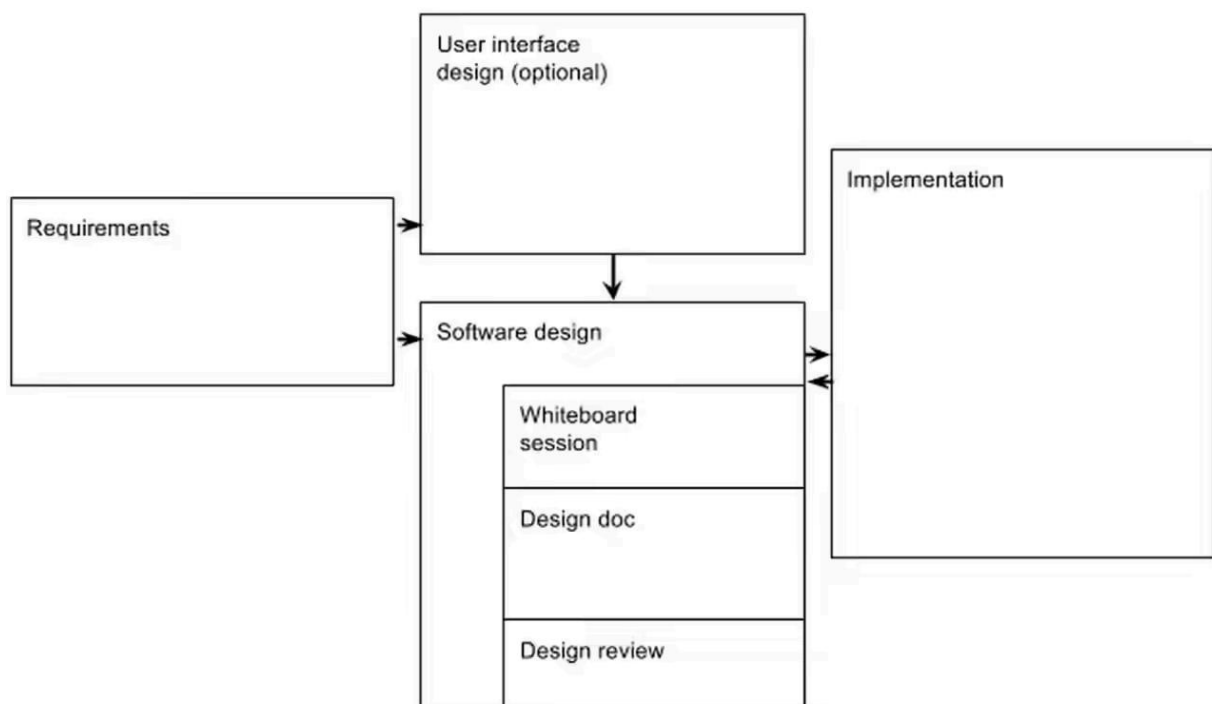 User interface
design (optional)
Requirements
Implementation
Software design
Whiteboard
session
Design doc
Design review